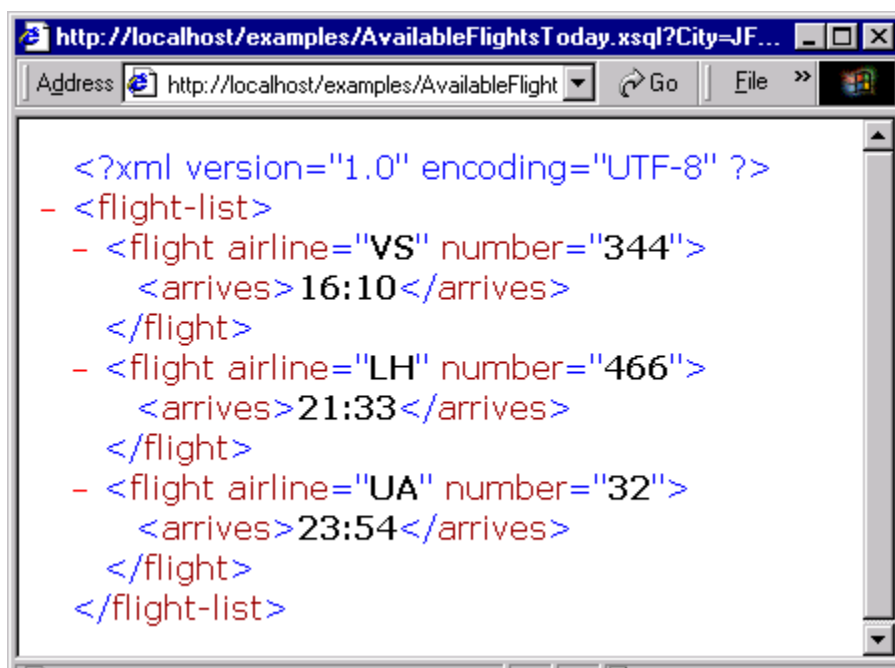 http://localhost/examples/AvailableFlightsToday.xsql?City=JF...
Address http://localhost/examples/AvailableFlight Go File »
<?xml version="1.0" encoding="UTF-8" ?>
– <flight-list>
– <flight airline="VS" number="344">
<arrives>16:10</arrives>
</flight>
– <flight airline="LH" number="466">
<arrives>21:33</arrives>
</flight>
– <flight airline="UA" number="32">
<arrives>23:54</arrives>
</flight>
</flight-list>